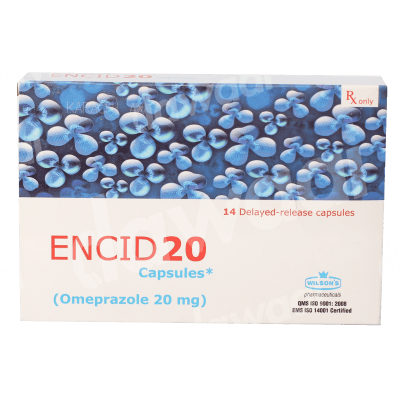 Rx only
14 Delayed-release capsules
ENCID 20
Capsules*
(Omeprazole 20 mg)
WILSON'S
pharmaceuticals
QMS ISO 9001: 2008
EMS ISO 14001 Certified